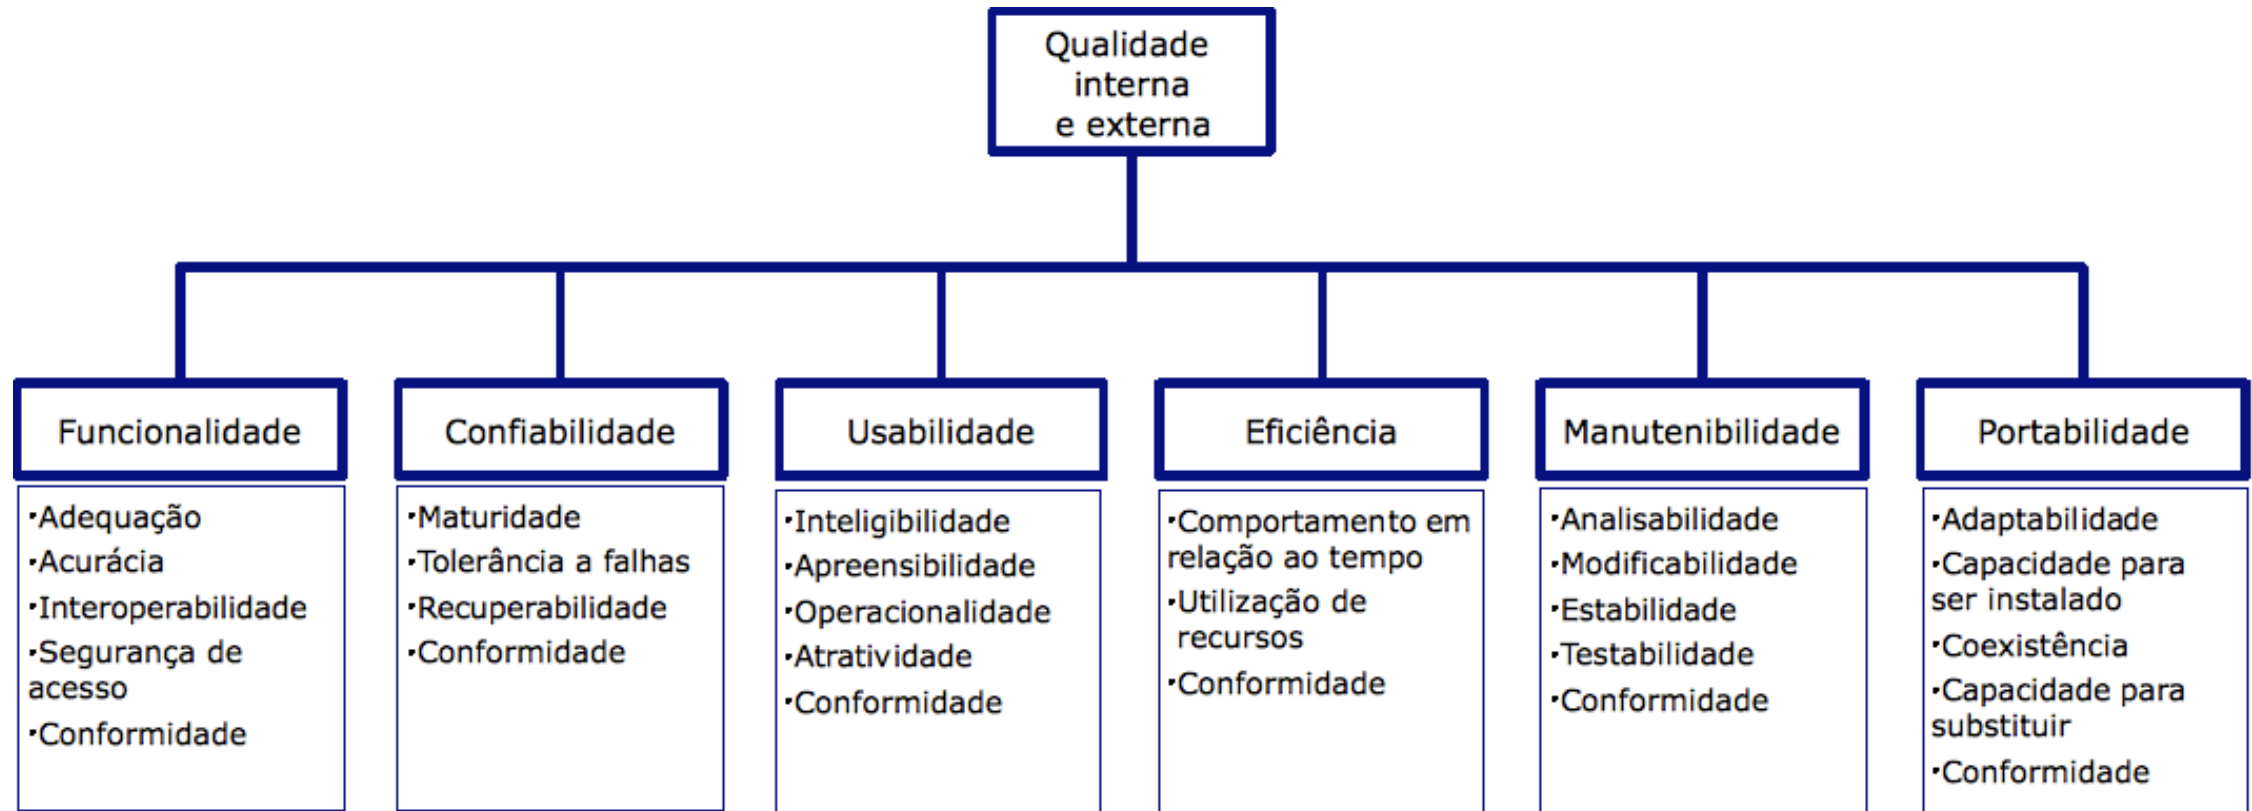 Qualidade
interna
e externa
Funcionalidade
·Adequação
·Acurácia
·Interoperabilidade
·Segurança de
acesso
·Conformidade
Confiabilidade
·Maturidade
·Tolerância a falhas
·Recuperabilidade
·Conformidade
Usabilidade
·Inteligibilidade
·Apreensibilidade
·Operacionalidade
·Atratividade
·Conformidade
Eficiência
·Comportamento em
relação ao tempo
·Utilização de
recursos
·Conformidade
Manutenibilidade
·Analisabilidade
·Modificabilidade
·Estabilidade
·Testabilidade
·Conformidade
Portabilidade
·Adaptabilidade
·Capacidade para
ser instalado
·Coexistência
·Capacidade para
substituir
·Conformidade